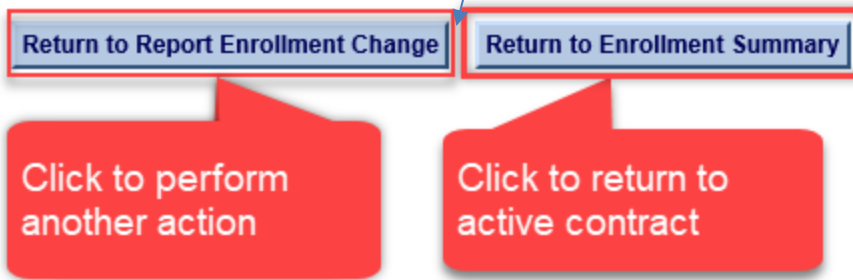 Return to Report Enrollment Change
Return to Enrollment Summary
Click to perform
another action
Click to return to
active contract